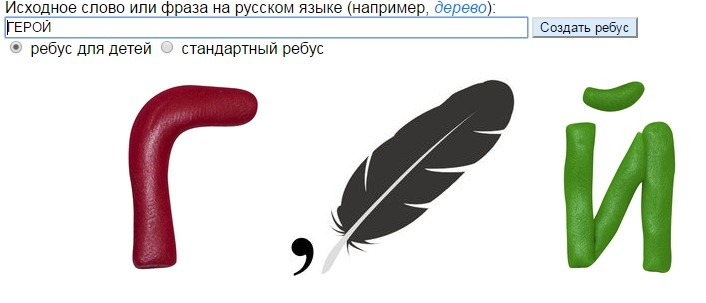 Исходное слово или фраза на русском языке (например, дерево):
ГЕРОЙ Создать ребус
ребус для детей стандартный ребус
Г , Й